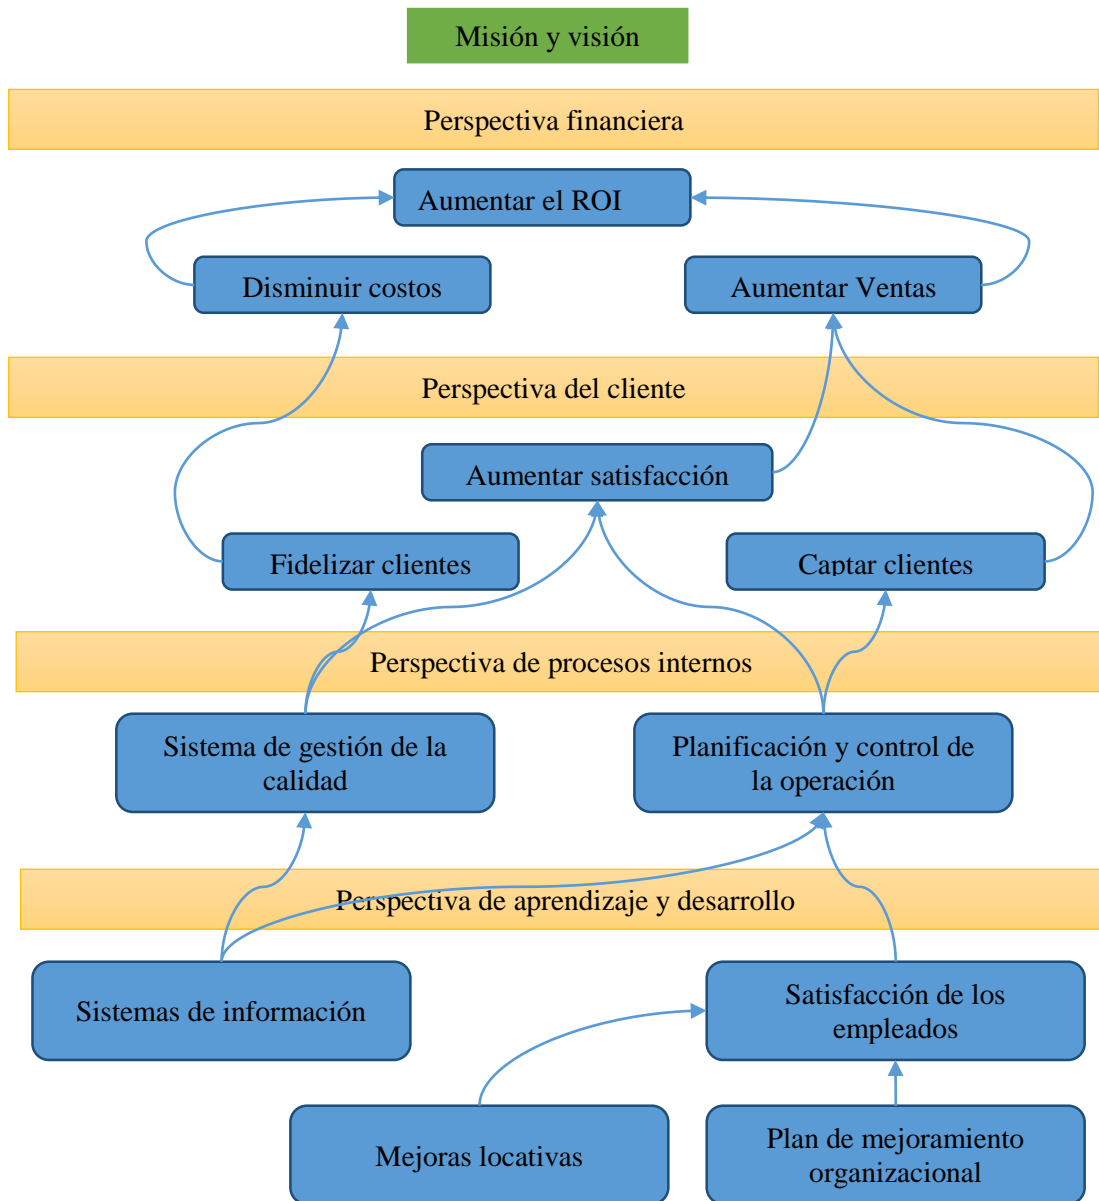 Misión y visión
Perspectiva financiera
Aumentar el ROI
Disminuir costos
Aumentar Ventas
Perspectiva del cliente
Aumentar satisfacción
Fidelizar clientes
Captar clientes
Perspectiva de procesos internos
Sistema de gestión de la
calidad
Planificación y control de
la operación
Perspectiva de aprendizaje y desarrollo
Sistemas de información
Satisfacción de los
empleados
Mejoras locativas
Plan de mejoramiento
organizacional